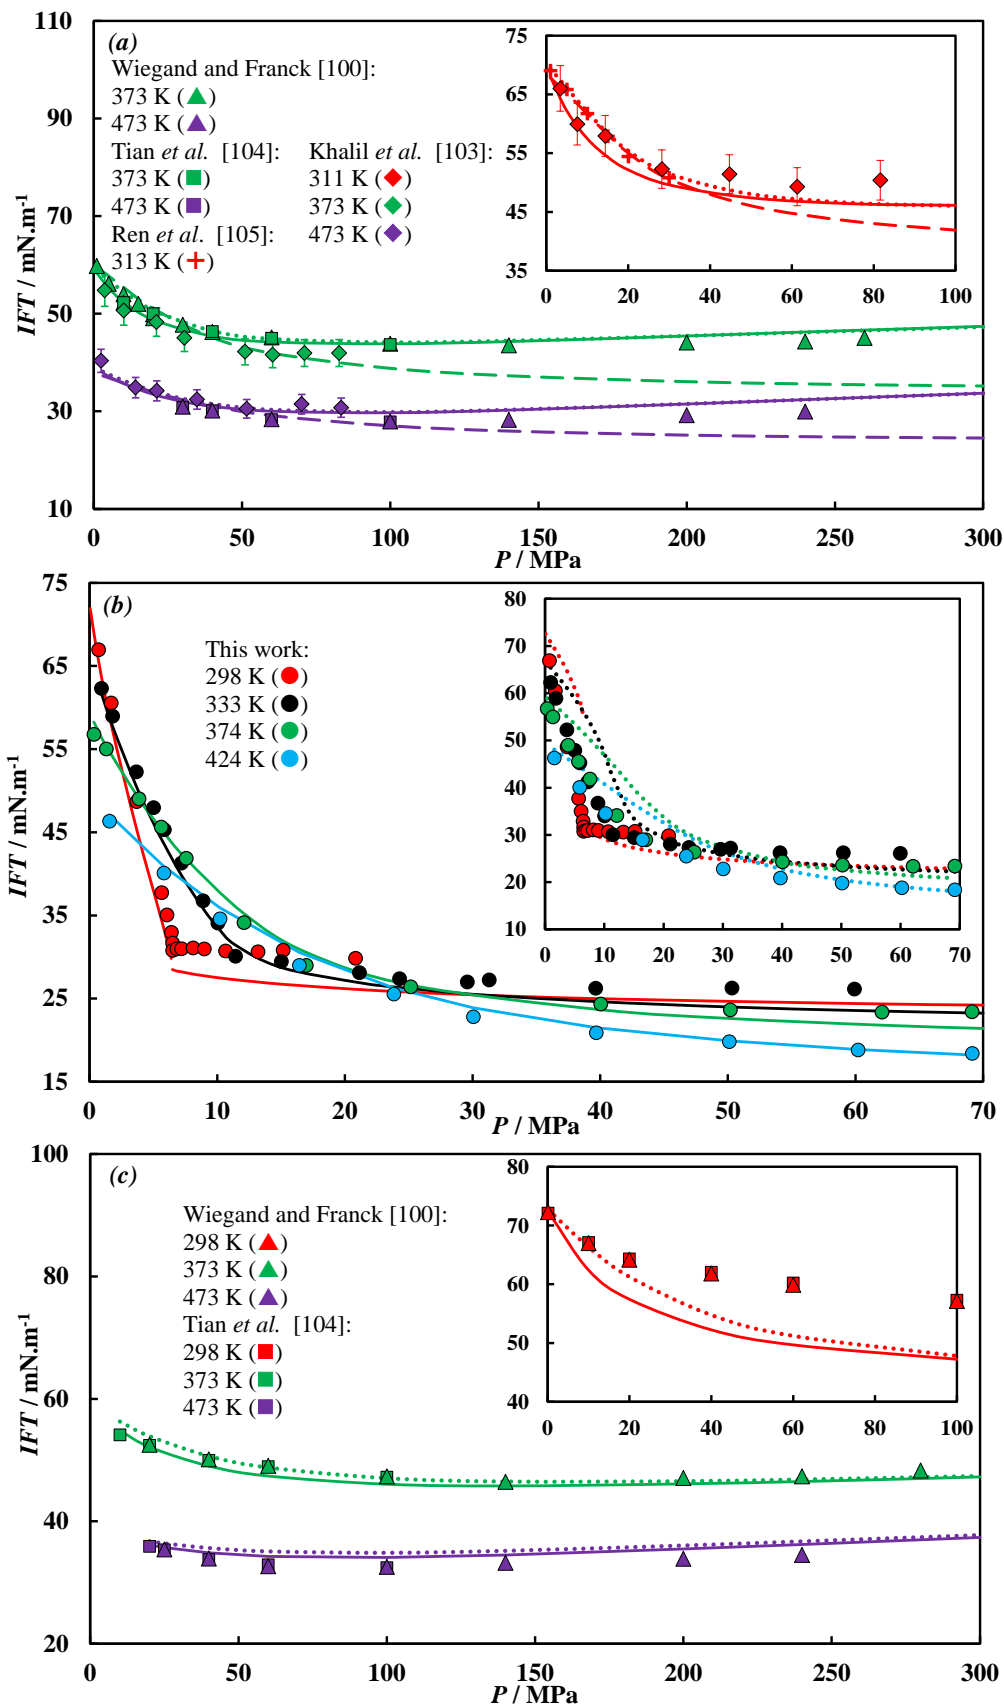 (a)
Wiegand and Franck [100]:
373 K (▲)
473 K (▲)
Tian et al. [104]:
373 K (■)
473 K (■)
Ren et al. [105]:
313 K (+)
Khalil et al. [103]:
311 K (◆)
373 K (◆)
473 K (◆)
IFT / mN.m-1
110
90
70
50
30
10
0 50 100 150 200 250 300
P / MPa
75
65
55
45
35
0 20 40 60 80 100
(b)
This work:
298 K (●)
333 K (●)
374 K (●)
424 K (●)
IFT / mN.m-1
75
65
55
45
35
25
15
0 10 20 30 40 50 60 70
P / MPa
80
70
60
50
40
30
20
10
0 10 20 30 40 50 60 70
(c)
Wiegand and Franck [100]:
298 K (▲)
373 K (▲)
473 K (▲)
Tian et al. [104]:
298 K (■)
373 K (■)
473 K (■)
IFT / mN.m-1
100
80
60
40
20
0 50 100 150 200 250 300
P / MPa
80
70
60
50
40
0 20 40 60 80 100